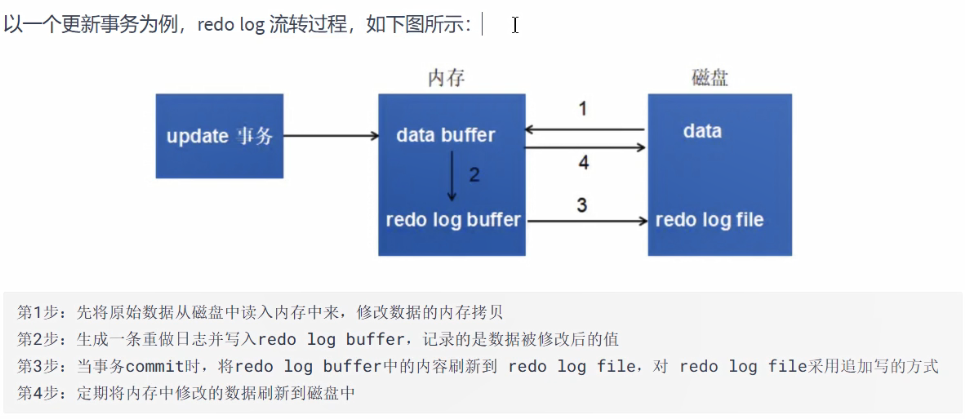 以一个更新事务为例，redo log 流转过程，如下图所示：
内存
磁盘
update 事务
data buffer
1
data
4
2
redo log buffer
3
redo log file
第1步：先将原始数据从磁盘中读入内存中来，修改数据的内存拷贝
第2步：生成一条重做日志并写入redo log buffer，记录的是数据被修改后的值
第3步：当事务commit时，将redo log buffer中的内容刷新到 redo log file，对 redo log file采用追加写的方式
第4步：定期将内存中修改的数据刷新到磁盘中